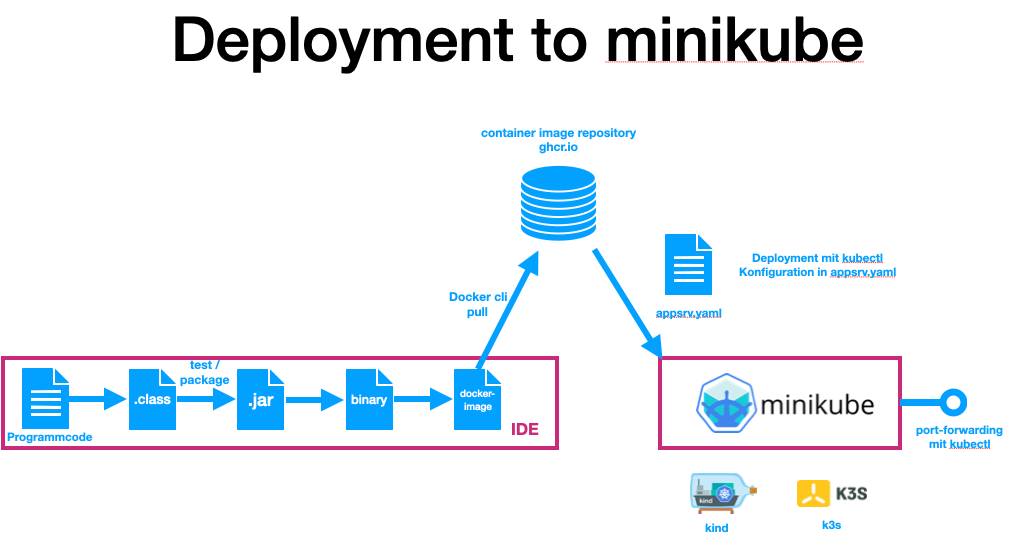 Deployment to minikube
container image repository
ghcr.io
Deployment mit kubectl
Konfiguration in appsrv.yaml
appsrv.yaml
Docker cli
pull
test /
package
.class
.jar
binary
docker-
image
Programmcode
IDE
minikube
port-forwarding
mit kubectl
kind
K3S
kind
k3s